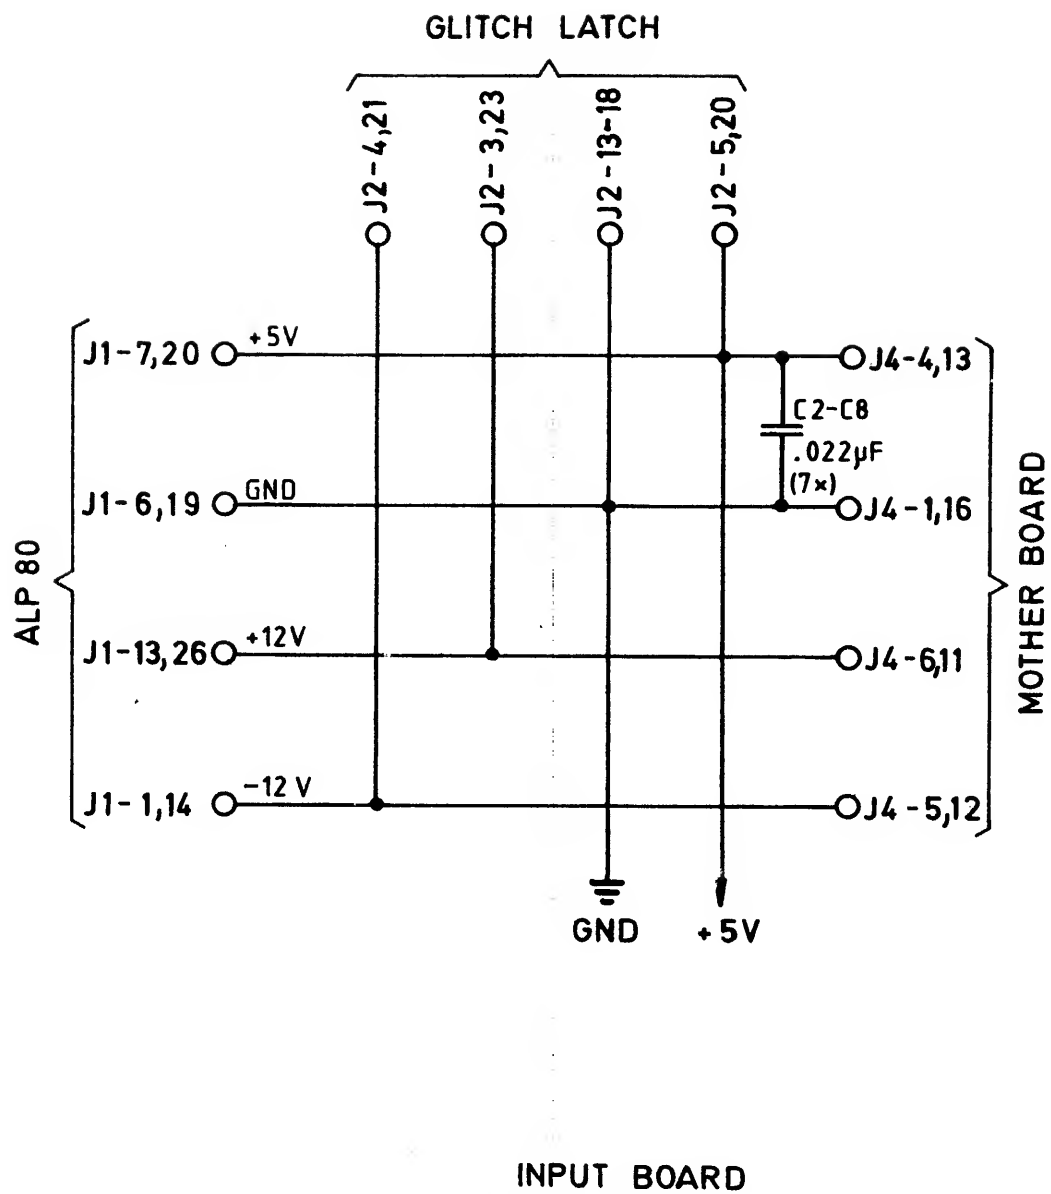 GLITCH LATCH
J2-4,21
J2-3,23
J2-13-18
J2-5,20
J1-7,20
+5V
J4-4,13
C2-C8
.022µF
(7×)
J1-6,19
GND
J4-1,16
ALP 80
MOTHER BOARD
J1-13,26
+12V
J4-6,11
J1-1,14
-12V
J4-5,12
GND
+5V
INPUT BOARD